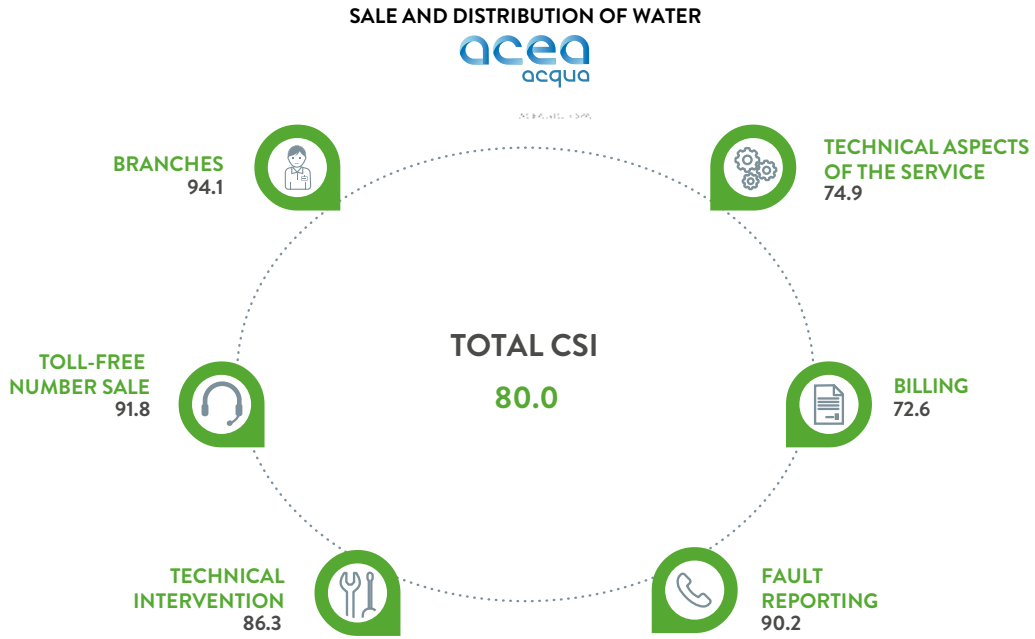 SALE AND DISTRIBUTION OF WATER
acea
acqua
BRANCHES
94.1
TECHNICAL ASPECTS
OF THE SERVICE
74.9
TOLL-FREE
NUMBER SALE
91.8
TOTAL CSI
80.0
BILLING
72.6
TECHNICAL
INTERVENTION
86.3
FAULT
REPORTING
90.2